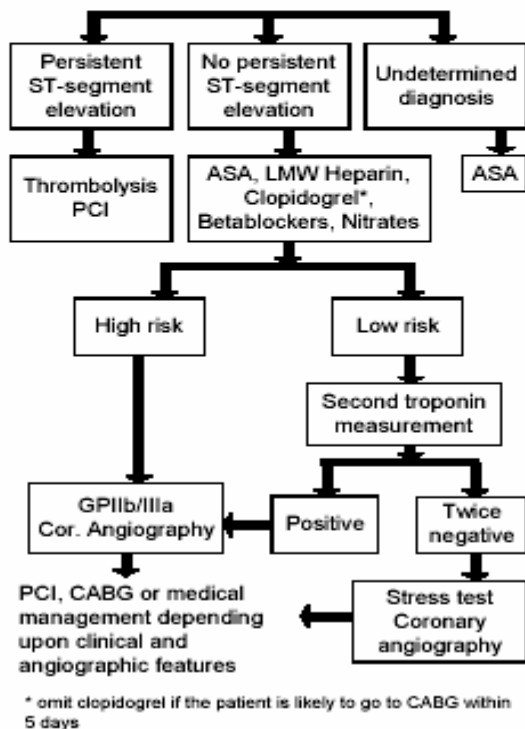 Persistent
ST-segment
elevation
No persistent
ST-segment
elevation
Undetermined
diagnosis
Thrombolysis
PCI
ASA, LMW Heparin,
Clopidogrel*,
Betablockers, Nitrates
ASA
High risk
Low risk
Second troponin
measurement
GPIIb/IIIa
Cor. Angiography
Positive
Twice
negative
PCI, CABG or medical
management depending
upon clinical and
angiographic features
Stress test
Coronary
angiography
* omit clopidogrel if the patient is likely to go to CABG within
5 days